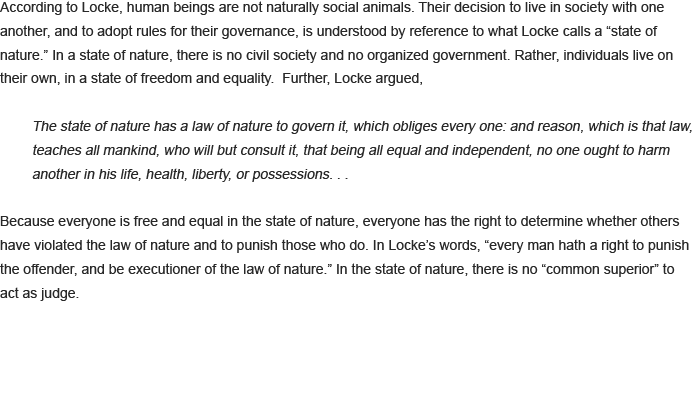 According to Locke, human beings are not naturally social animals. Their decision to live in society with one
another, and to adopt rules for their governance, is understood by reference to what Locke calls a “state of
nature.” In a state of nature, there is no civil society and no organized government. Rather, individuals live on
their own, in a state of freedom and equality.  Further, Locke argued,
The state of nature has a law of nature to govern it, which obliges every one: and reason, which is that law,
teaches all mankind, who will but consult it, that being all equal and independent, no one ought to harm
another in his life, health, liberty, or possessions. . .
Because everyone is free and equal in the state of nature, everyone has the right to determine whether others
have violated the law of nature and to punish those who do. In Locke’s words, “every man hath a right to punish
the offender, and be executioner of the law of nature.” In the state of nature, there is no “common superior” to
act as judge.